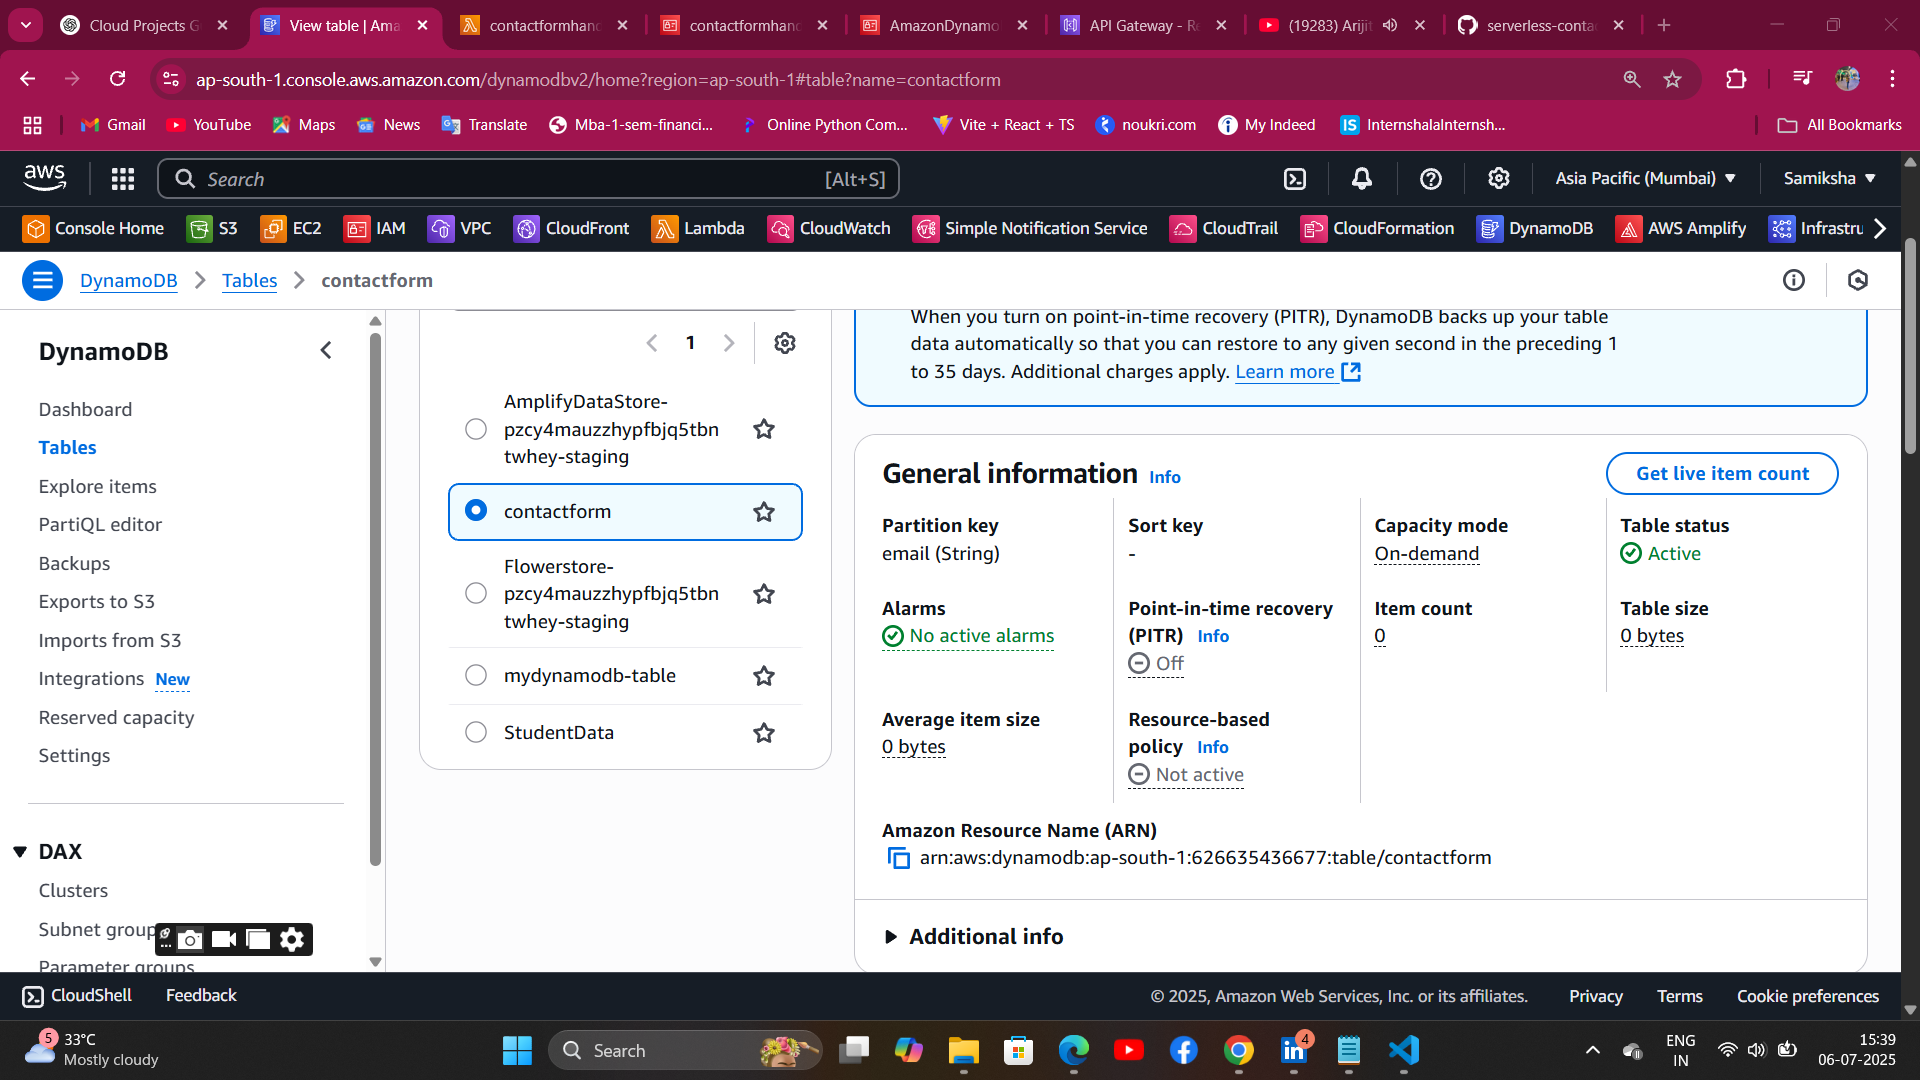 Cloud Projects G
View table | Ama
contactformhand
contactformhand
AmazonDynamo
API Gateway - Re
(19283) Arijit
serverless-conta
ap-south-1.console.aws.amazon.com/dynamodbv2/home?region=ap-south-1#table?name=contactform
Gmail
YouTube
Maps
News
Translate
Mba-1-sem-financi...
Online Python Com...
Vite + React + TS
noukri.com
My Indeed
IS InternshalaInternsh...
All Bookmarks
aws
Search [Alt+S]
Asia Pacific (Mumbai)
Samiksha
Console Home
S3
EC2
IAM
VPC
CloudFront
Lambda
CloudWatch
Simple Notification Service
CloudTrail
CloudFormation
DynamoDB
AWS Amplify
Infrastru
DynamoDB > Tables > contactform
DynamoDB
Dashboard
Tables
Explore items
PartiQL editor
Backups
Exports to S3
Imports from S3
Integrations New
Reserved capacity
Settings
DAX
Clusters
Subnet group
Parameter groups
1
AmplifyDataStore-
pzcy4mauzzhypfbjq5tbn
twhey-staging
contactform
Flowerstore-
pzcy4mauzzhypfbjq5tbn
twhey-staging
mydynamodb-table
StudentData
When you turn on point-in-time recovery (PITR), DynamoDB backs up your table
data automatically so that you can restore to any given second in the preceding 1
to 35 days. Additional charges apply. Learn more
General information Info
Get live item count
Partition key
email (String)
Sort key
-
Capacity mode
On-demand
Table status
Active
Alarms
No active alarms
Point-in-time recovery
(PITR) Info
Off
Item count
0
Table size
0 bytes
Average item size
0 bytes
Resource-based
policy Info
Not active
Amazon Resource Name (ARN)
arn:aws:dynamodb:ap-south-1:626635436677:table/contactform
Additional info
CloudShell
Feedback
© 2025, Amazon Web Services, Inc. or its affiliates.
Privacy
Terms
Cookie preferences
5
33°C
Mostly cloudy
Search
4
ENG
IN
15:39
06-07-2025